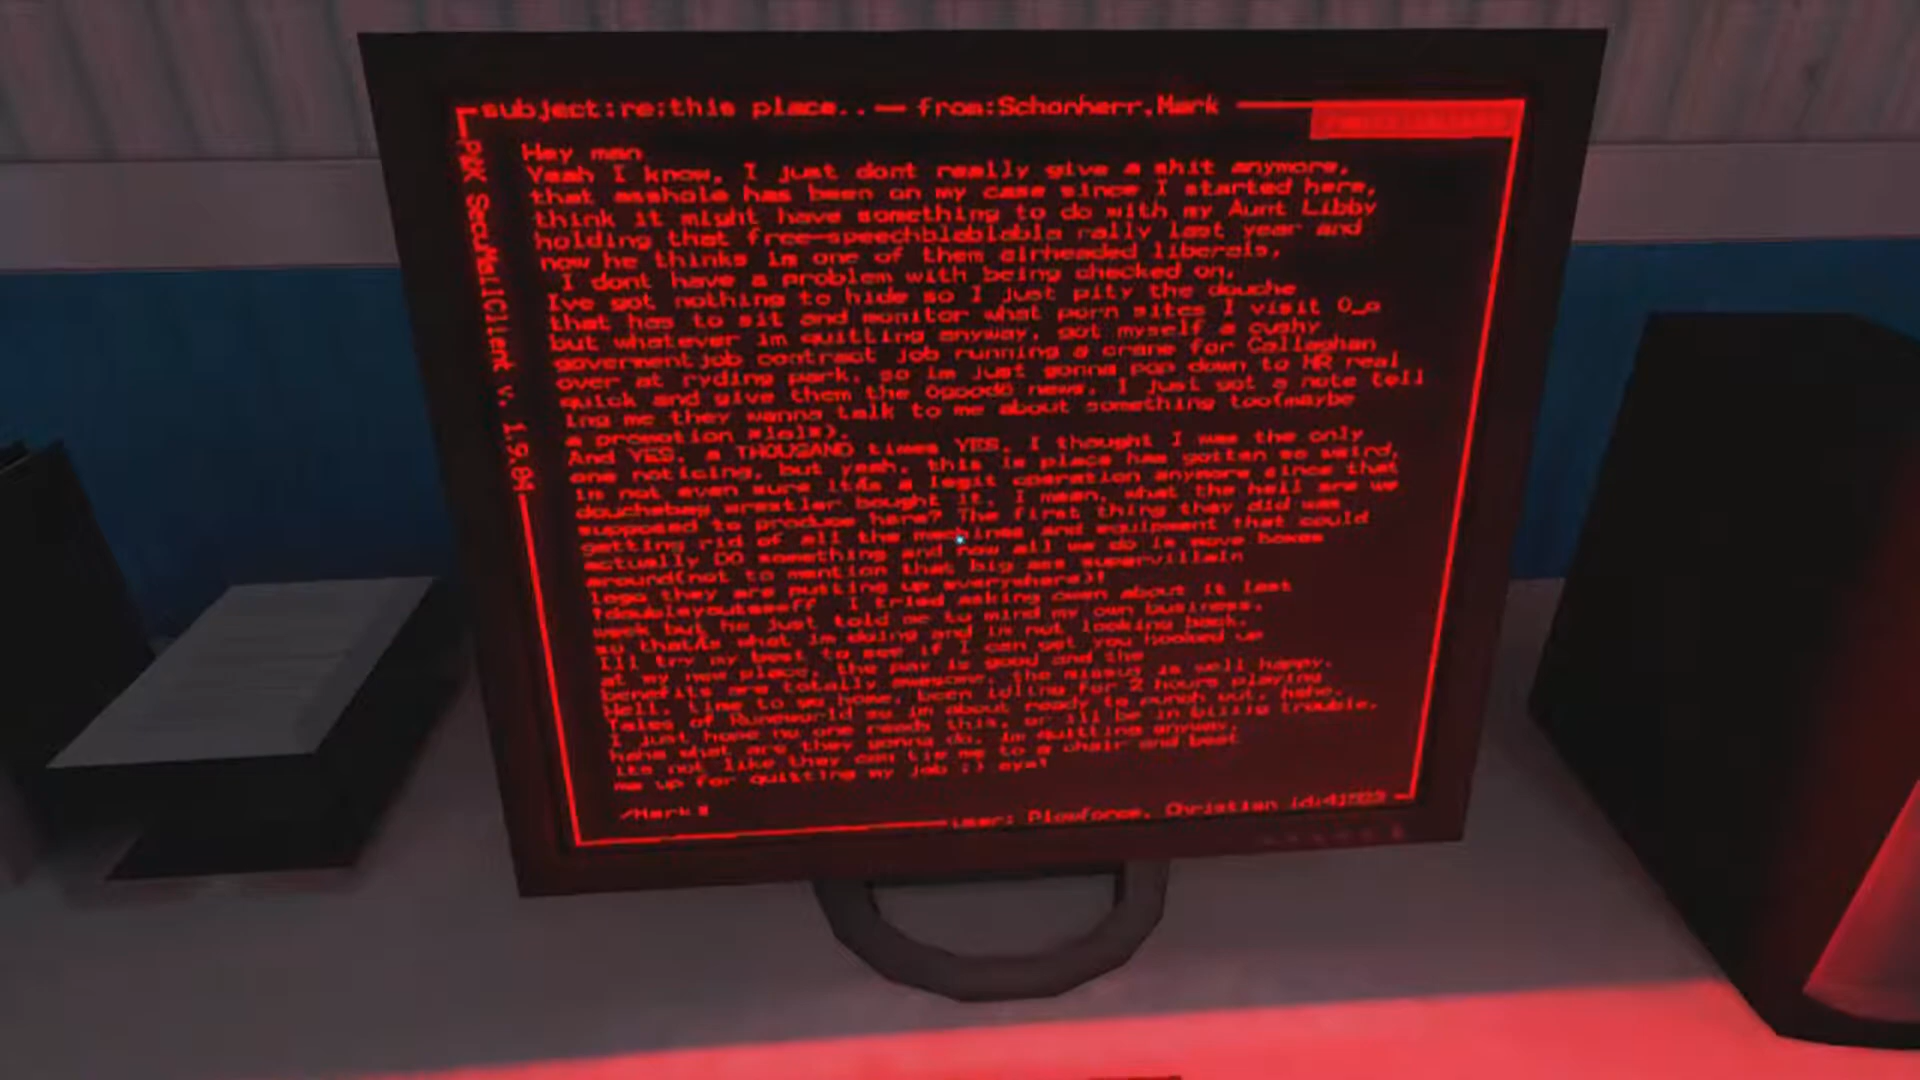 subject:re:this place..— from:Schonherr,Mark
P&K SecuMailClient v. 1.9.84
Hey man
Yeah I know, I just dont really give a shit anymore,
that asshole has been on my case since I started here,
think it might have something to do with my Aunt Libby
holding that free-speechblablabla rally last year and
now he thinks im one of them airheaded liberals,
I dont have a problem with being checked on,
Ive got nothing to hide so I just pity the douche
that has to sit and monitor what porn sites I visit O_o
but whatever im quitting anyway, got myself a cushy
govermentjob contract job running a crane for Callaghan
over at ryding park, so im just gonna pop down to HR real
quick and give them the ögoodö news, I just got a note tell
ing me they wanna talk to me about something too(maybe
a promotion *lol*).
And YES, a THOUSAND times YES, I thought I was the only
one noticing, but yeah, this is place has gotten so weird,
im not even sure its a legit operation anymore since that
douchebag wrestler bought it, I mean, what the hell are we
supposed to produce here? The first thing they did was
getting rid of all the machines and equipment that could
actually DO something and now all we do is move boxes
around(not to mention that big ass supervillain
logo they are putting up everywhere)!
I tried asking owen about it last
week but he just told me to mind my own business,
so what im doing and im not looking back.
Ill try my best to see if I can get you hooked up
at my new place, the pay is good and the
benefits are totally awesome, the missus is well happy.
Well, time to go home, been idling for 2 hours playing
Tales of Runeworld so im about ready to punch out, hehe.
I just hope no one reads this, or ill be in trouble,
haha what are they gonna do, im quitting anyway,
its not like they can tie me to a chair and beat
me up for quitting my job ;) cya!
/Mark
user: Plowforce, Christian